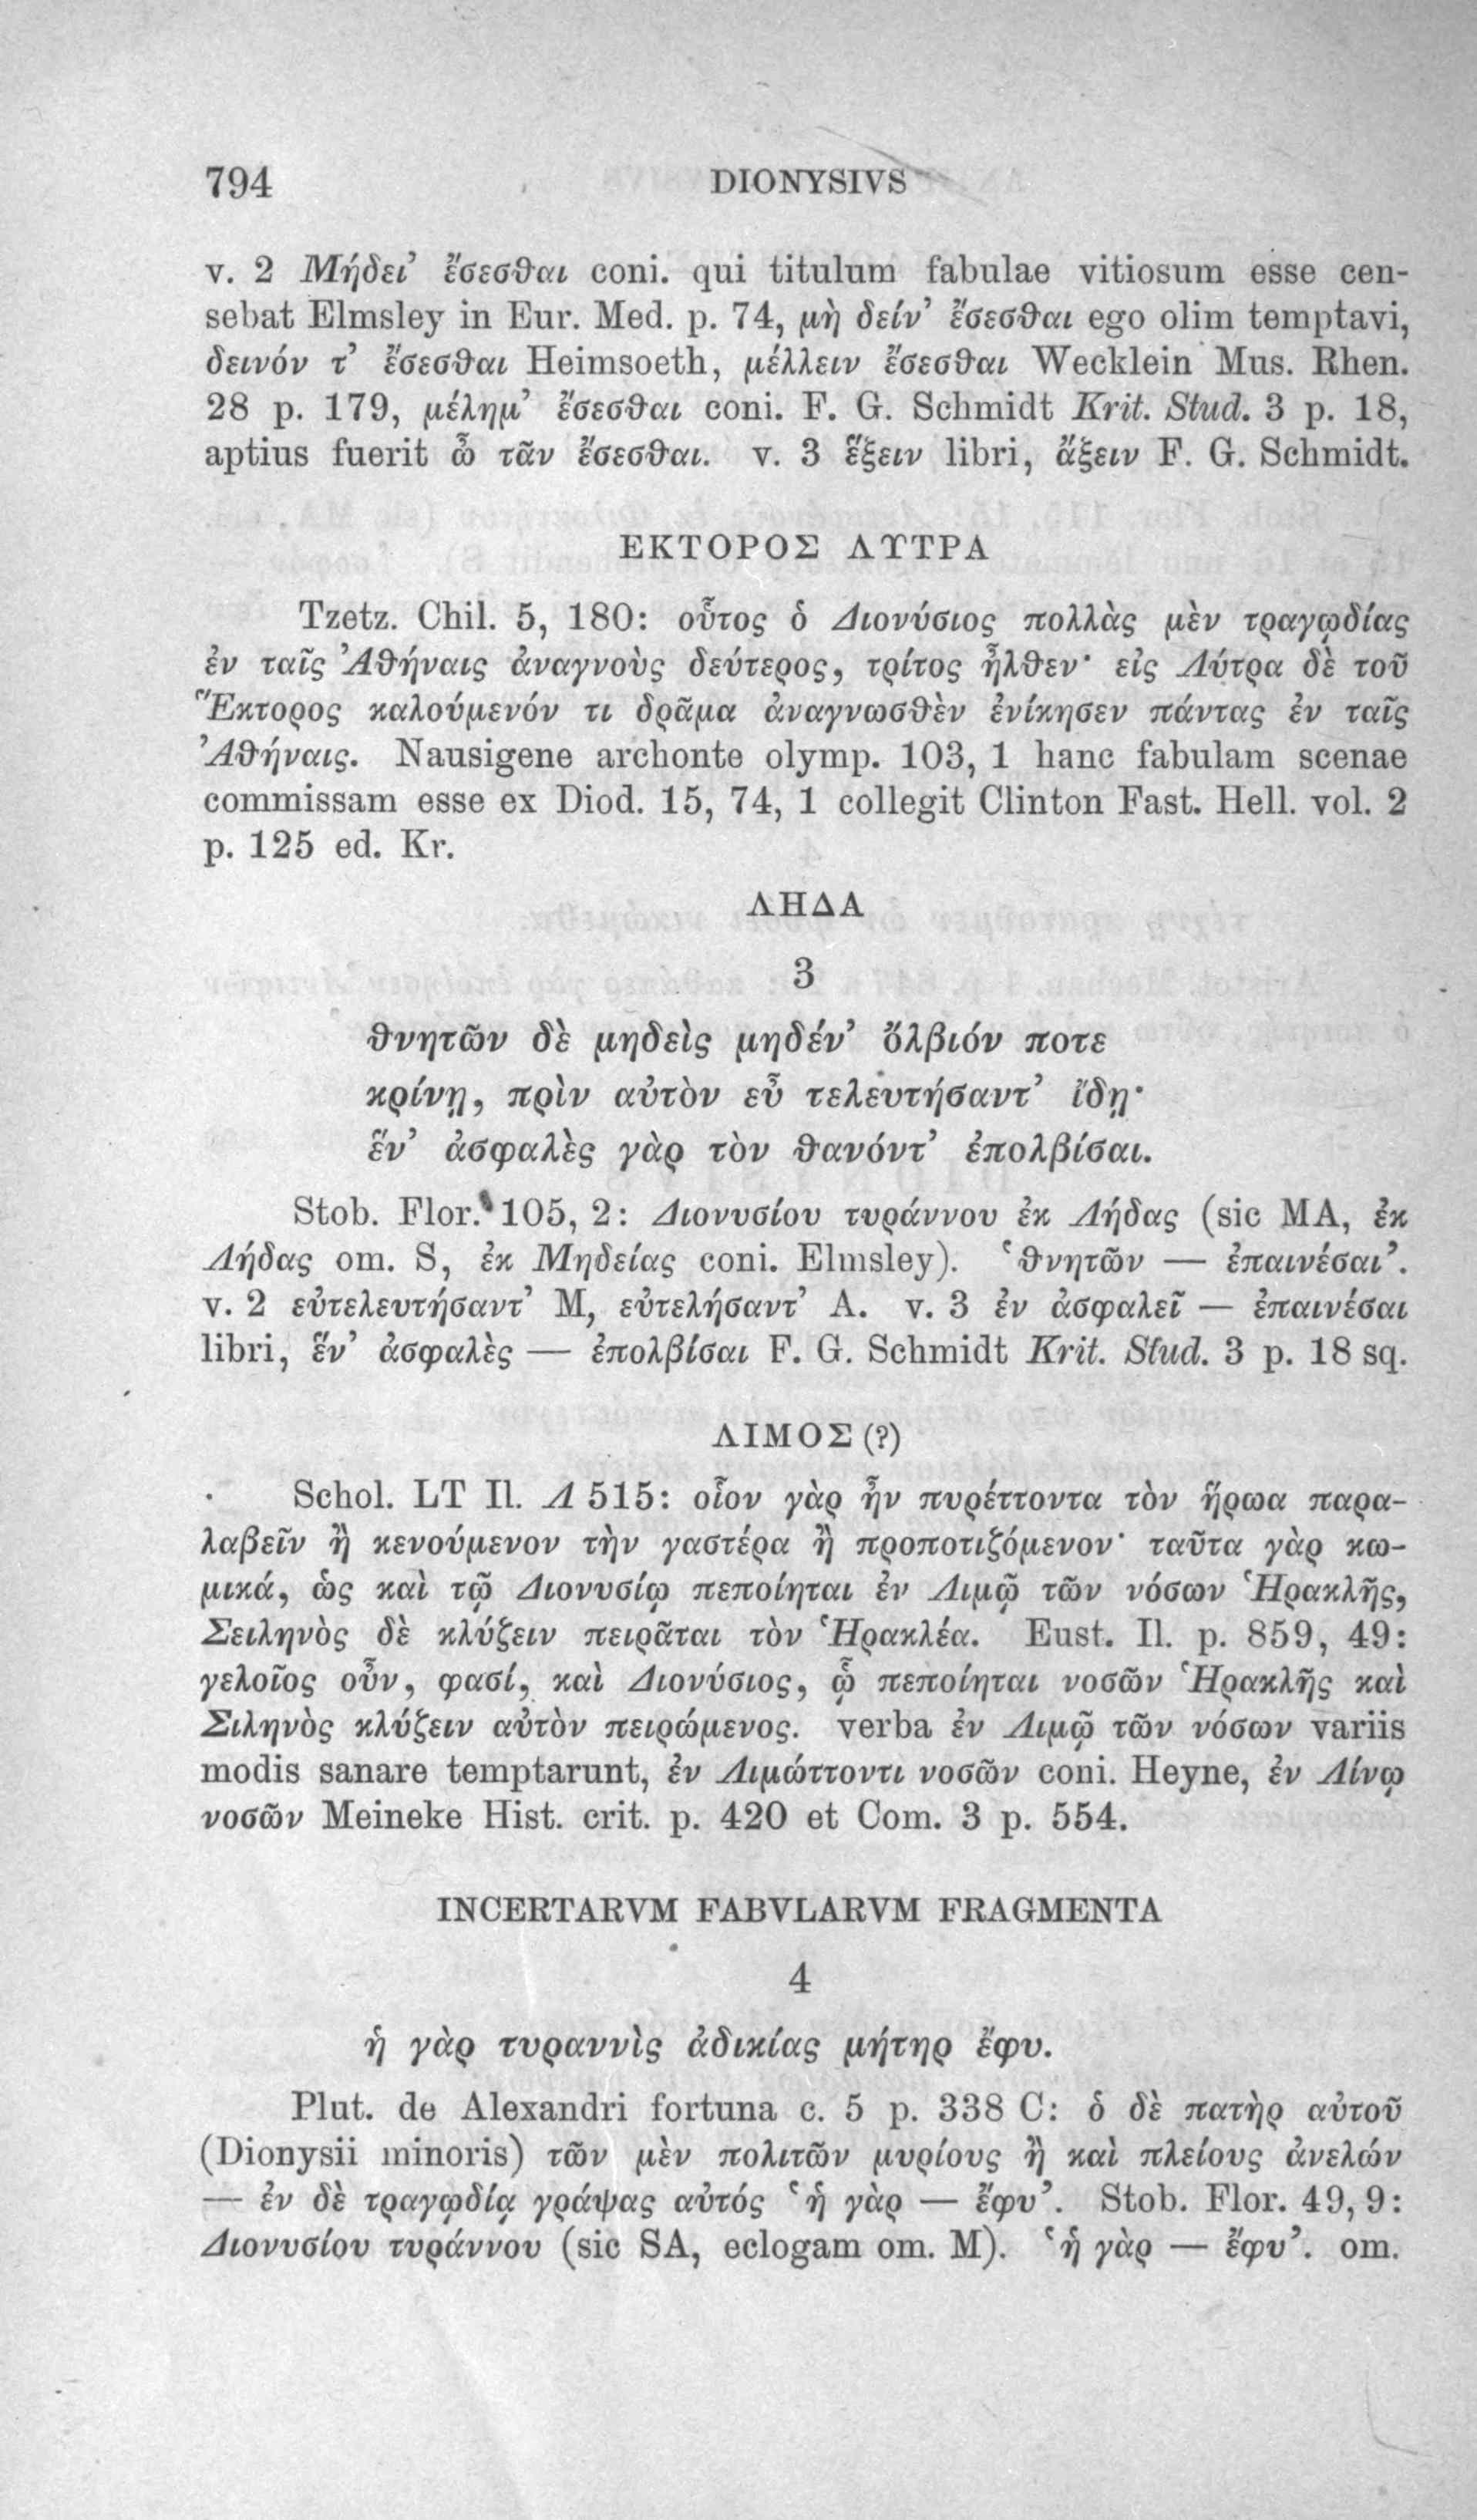 794 DIONYSIVS
v. 2 Μήδει’ ἔσεσθαι coni. qui titulum fabulae vitiosum esse cen-
sebat Elmsley in Eur. Med. p. 74, μὴ δείν’ ἔσεσθαι ego olim temptavi,
δεινόν τ’ ἔσεσθαι Heimsoeth, μέλλειν ἔσεσθαι Wecklein Mus. Rhen.
28 p. 179, μέλημ’ ἔσεσθαι coni. F. G. Schmidt Krit. Stud. 3 p. 18,
aptius fuerit ὦ τᾶν ἔσεσθαι. v. 3 ἕξειν libri, ἄξειν F. G. Schmidt.
ΕΚΤΟΡΟΣ ΛΥΤΡΑ
Tzetz. Chil. 5, 180: οὗτος ὁ Διονύσιος πολλὰς μὲν τραγῳδίας
ἐν ταῖς Ἀθήναις ἀναγνοὺς δεύτερος, τρίτος ἦλθεν· εἰς Λύτρα δὲ τοῦ
Ἕκτορος καλούμενόν τι δρᾶμα ἀναγνωσθὲν ἐνίκησεν πάντας ἐν ταῖς
Ἀθήναις. Nausigene archonte olymp. 103, 1 hanc fabulam scenae
commissam esse ex Diod. 15, 74, 1 collegit Clinton Fast. Hell. vol. 2
p. 125 ed. Kr.
ΛΗΔΑ
3
θνητῶν δὲ μηδεὶς μηδέν’ ὄλβιόν ποτε
κρίνῃ, πρὶν αὐτὸν εὖ τελευτήσαντ’ ἴδῃ·
ἕν’ ἀσφαλὲς γὰρ τὸν θανόντ’ ἐπολβίσαι.
Stob. Flor. 105, 2: Διονυσίου τυράννου ἐκ Λήδας (sic MA, ἐκ
Λήδας om. S, ἐκ Μηδείας coni. Elmsley). ‘θνητῶν — ἐπαινέσαι’.
v. 2 εὐτελευτήσαντ’ M, εὐτελήσαντ’ A. v. 3 ἐν ἀσφαλεῖ — ἐπαινέσαι
libri, ἕν’ ἀσφαλὲς — ἐπολβίσαι F. G. Schmidt Krit. Stud. 3 p. 18 sq.
ΛΙΜΟΣ (?)
Schol. LT Il. Λ 515: οἷον γὰρ ἦν πυρέττοντα τὸν ἥρωα παρα-
λαβεῖν ἢ κενούμενον τὴν γαστέρα ἢ προποτιζόμενον· ταῦτα γὰρ κω-
μικά, ὡς καὶ τῷ Διονυσίῳ πεποίηται ἐν Λιμῷ τῶν νόσων Ἡρακλῆς,
Σειληνὸς δὲ κλύζειν πειρᾶται τὸν Ἡρακλέα. Eust. Il. p. 859, 49:
γελοῖος οὖν, φασί, καὶ Διονύσιος, ᾧ πεποίηται νοσῶν Ἡρακλῆς καὶ
Σιληνὸς κλύζειν αὐτὸν πειρώμενος. verba ἐν Λιμῷ τῶν νόσων variis
modis sanare temptarunt, ἐν Λιμώττοντι νοσῶν coni. Heyne, ἐν Λίνῳ
νοσῶν Meineke Hist. crit. p. 420 et Com. 3 p. 554.
INCERTARVM FABVLARVM FRAGMENTA
4
ἡ γὰρ τυραννὶς ἀδικίας μήτηρ ἔφυ.
Plut. de Alexandri fortuna c. 5 p. 338 C: ὁ δὲ πατὴρ αὐτοῦ
(Dionysii minoris) τῶν μὲν πολιτῶν μυρίους ἢ καὶ πλείους ἀνελών
— ἐν δὲ τραγῳδίᾳ γράψας αὐτός ‘ἡ γὰρ — ἔφυ’. Stob. Flor. 49, 9:
Διονυσίου τυράννου (sic SA, eclogam om. M). ‘ἡ γὰρ — ἔφυ’. om.